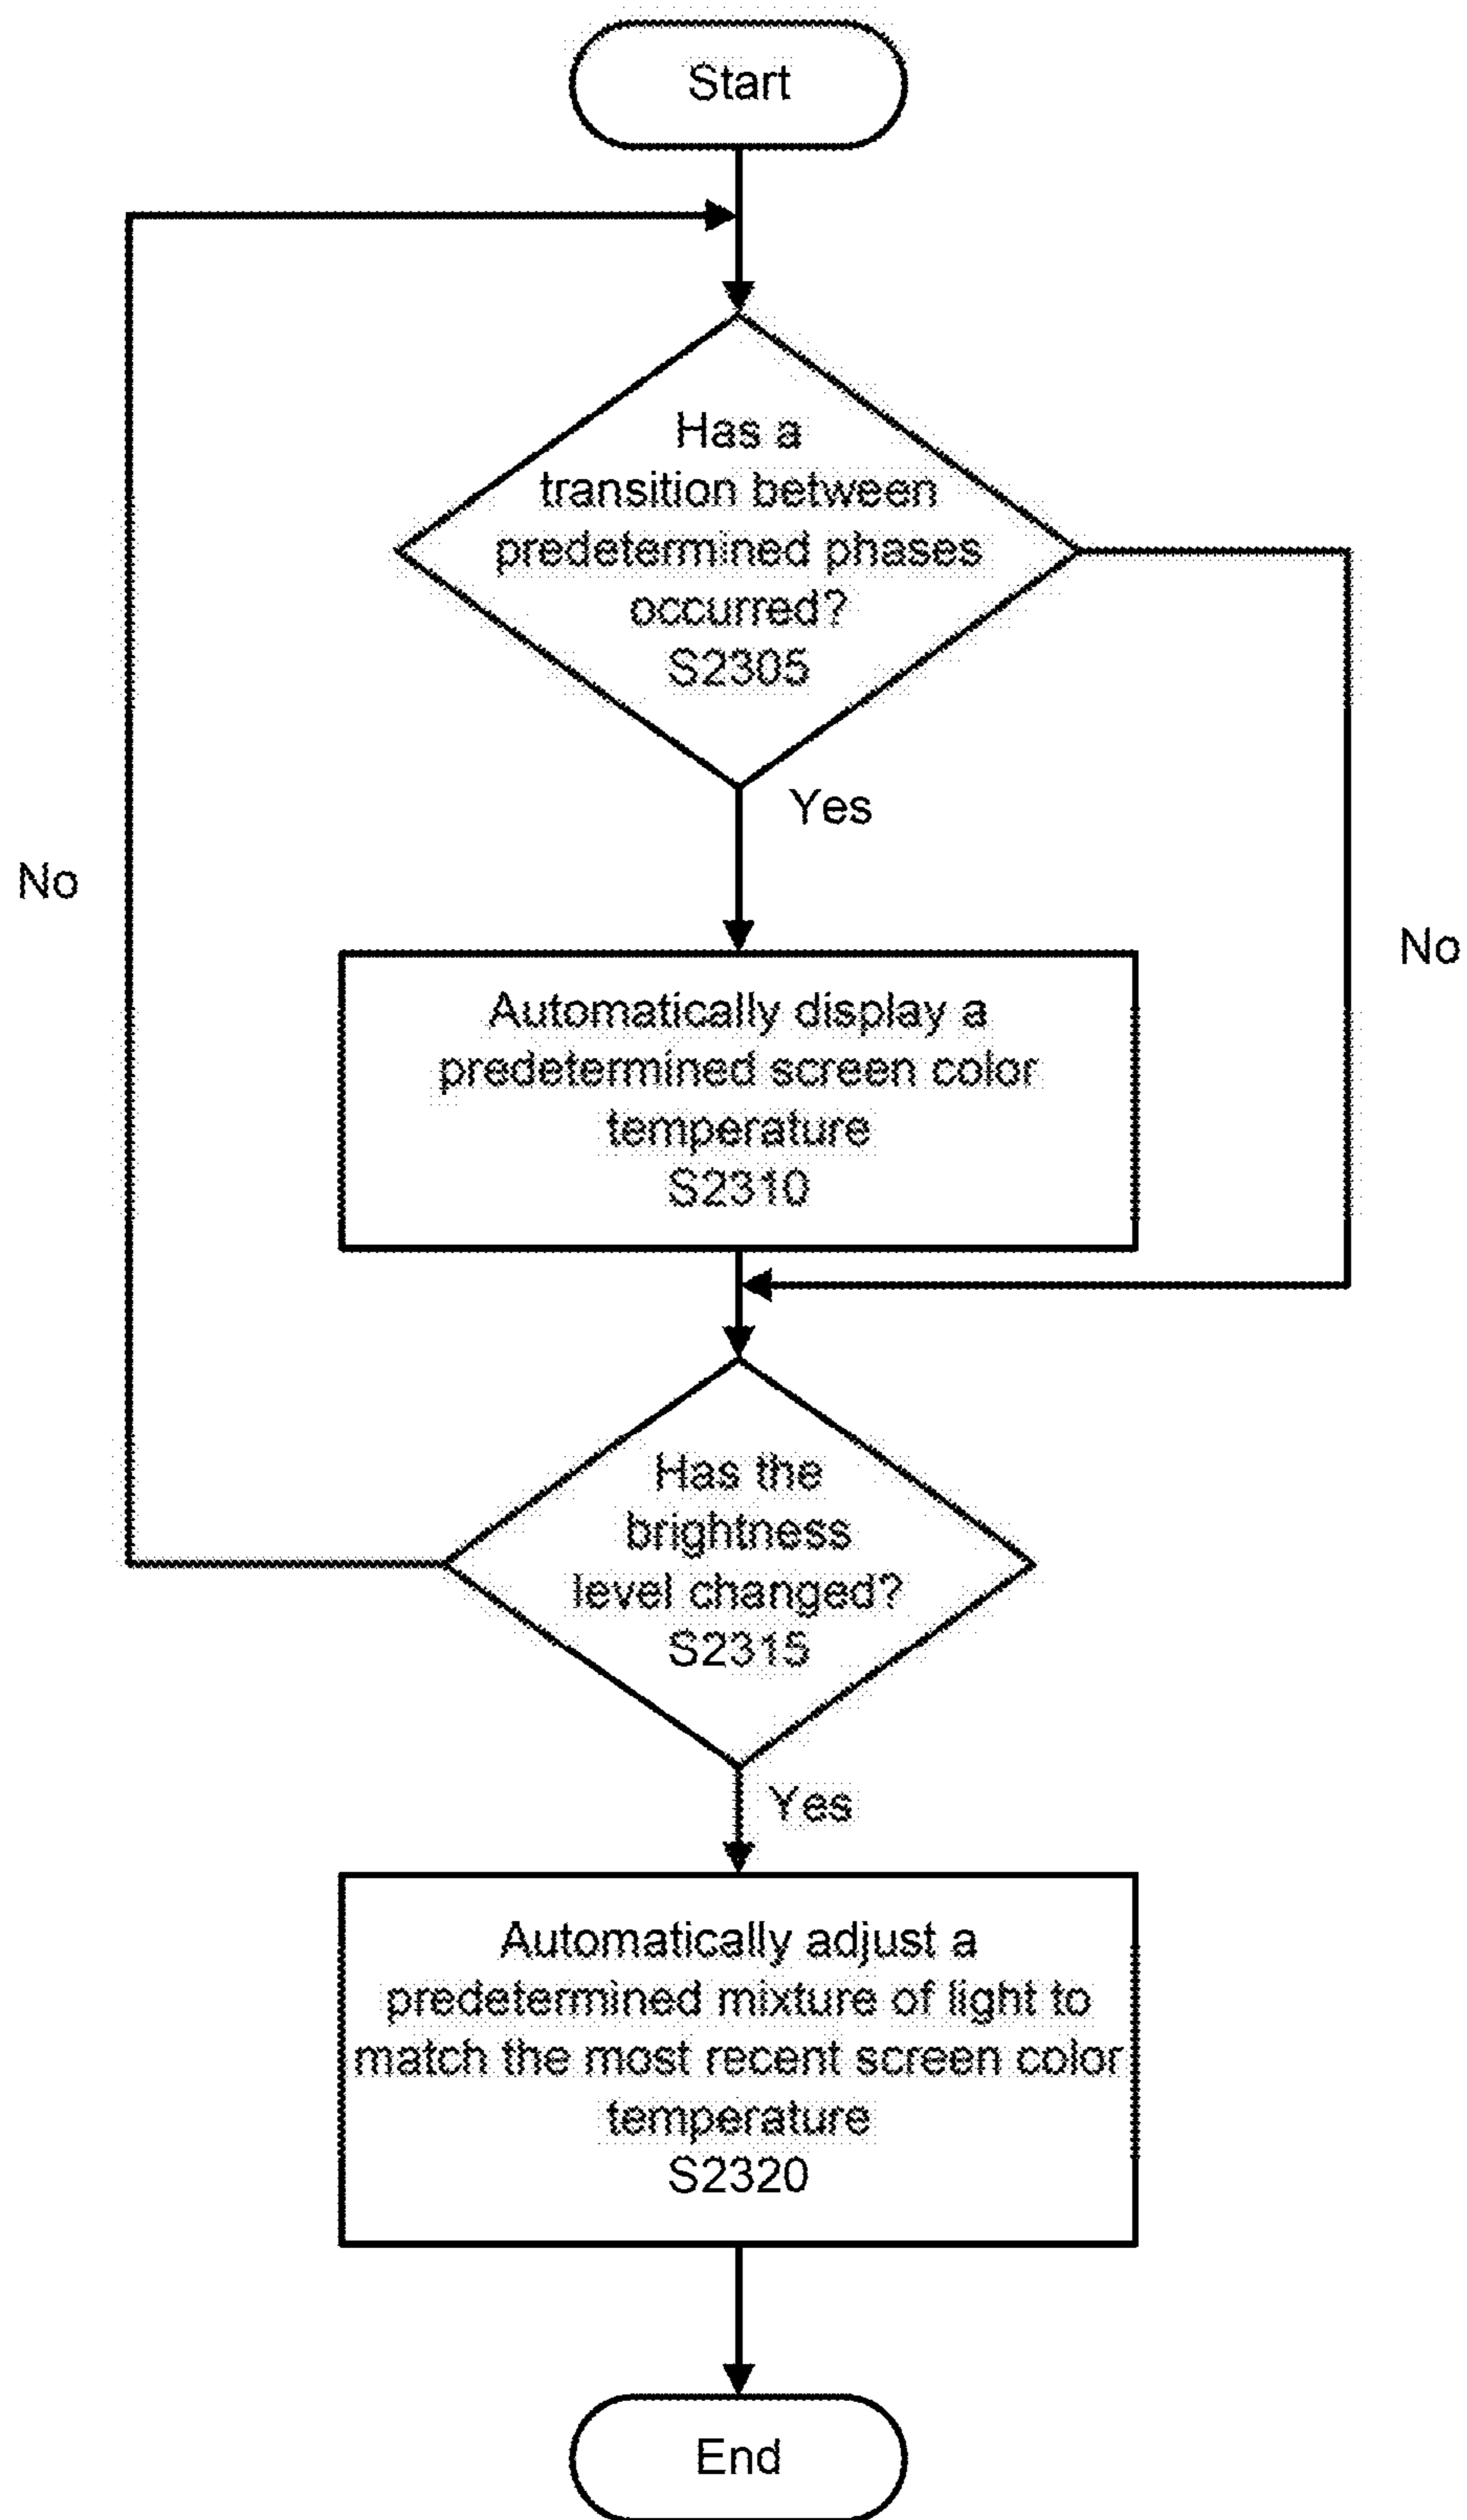 Start
Has a
transition between
predetermined phases
occurred?
S2305
Yes
No
No
Automatically display a
predetermined screen color
temperature
S2310
Has the
brightness
level changed?
S2315
Yes
Automatically adjust a
predetermined mixture of light to
match the most recent screen color
temperature
S2320
End